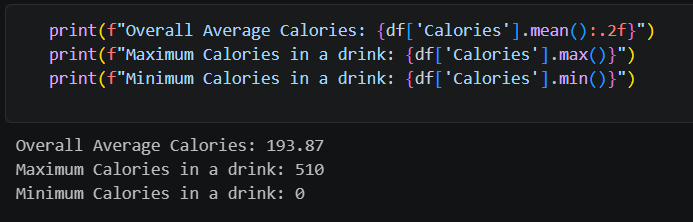 print(f"Overall Average Calories: {df['Calories'].mean():.2f}")
print(f"Maximum Calories in a drink: {df['Calories'].max()}")
print(f"Minimum Calories in a drink: {df['Calories'].min()}")
Overall Average Calories: 193.87
Maximum Calories in a drink: 510
Minimum Calories in a drink: 0